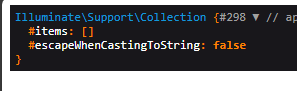 Illuminate\Support\Collection {#298 ▼ // ap
#items: []
#escapeWhenCastingToString: false
}